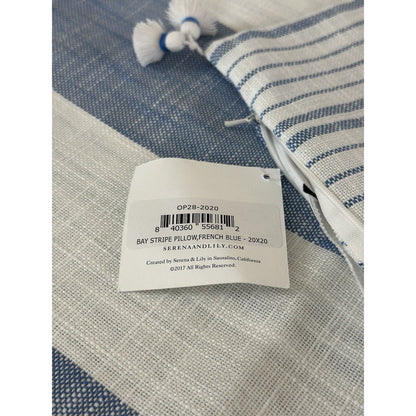 OP28-2020
8 40360 55681 2
BAY STRIPE PILLOW,FRENCH BLUE - 20X20
SERENAANDLILY.COM
Created by Serena & Lily in Sausalito, California
©2017 All Rights Reserved.